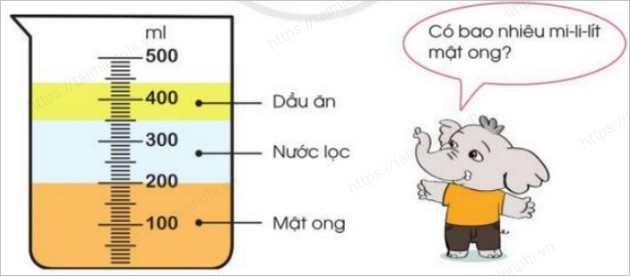 ml
500
400
300
200
100
Dầu ăn
Nước lọc
Mật ong
Có bao nhiêu mi-li-lít
mật ong?